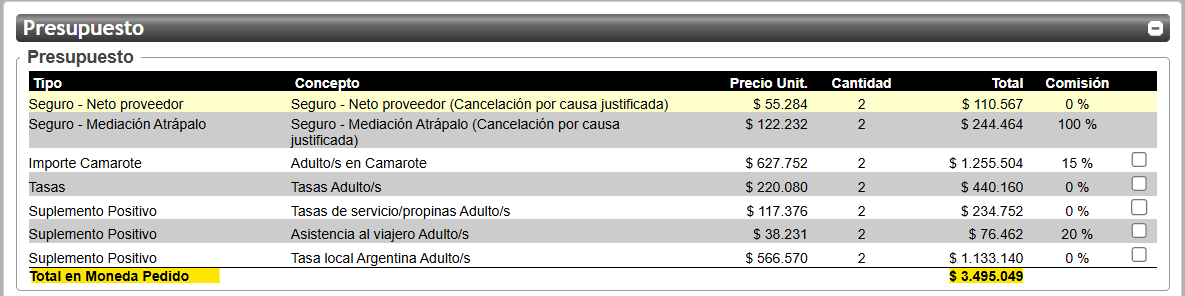 Presupuesto
Presupuesto
Tipo Concepto Precio Unit. Cantidad Total Comisión
Seguro - Neto proveedor Seguro - Neto proveedor (Cancelación por causa justificada) $ 55.284 2 $ 110.567 0 %
Seguro - Mediación Atrápalo Seguro - Mediación Atrápalo (Cancelación por causa $ 122.232 2 $ 244.464 100 %
justificada)
Importe Camarote Adulto/s en Camarote $ 627.752 2 $ 1.255.504 15 %
Tasas Tasas Adulto/s $ 220.080 2 $ 440.160 0 %
Suplemento Positivo Tasas de servicio/propinas Adulto/s $ 117.376 2 $ 234.752 0 %
Suplemento Positivo Asistencia al viajero Adulto/s $ 38.231 2 $ 76.462 20 %
Suplemento Positivo Tasa local Argentina Adulto/s $ 566.570 2 $ 1.133.140 0 %
Total en Moneda Pedido $ 3.495.049